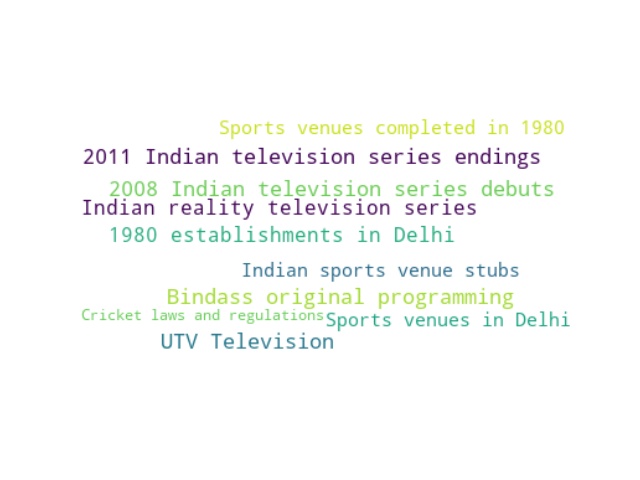 Sports venues completed in 1980
2011 Indian television series endings
2008 Indian television series debuts
Indian reality television series
1980 establishments in Delhi
Indian sports venue stubs
Bindass original programming
Cricket laws and regulations
Sports venues in Delhi
UTV Television